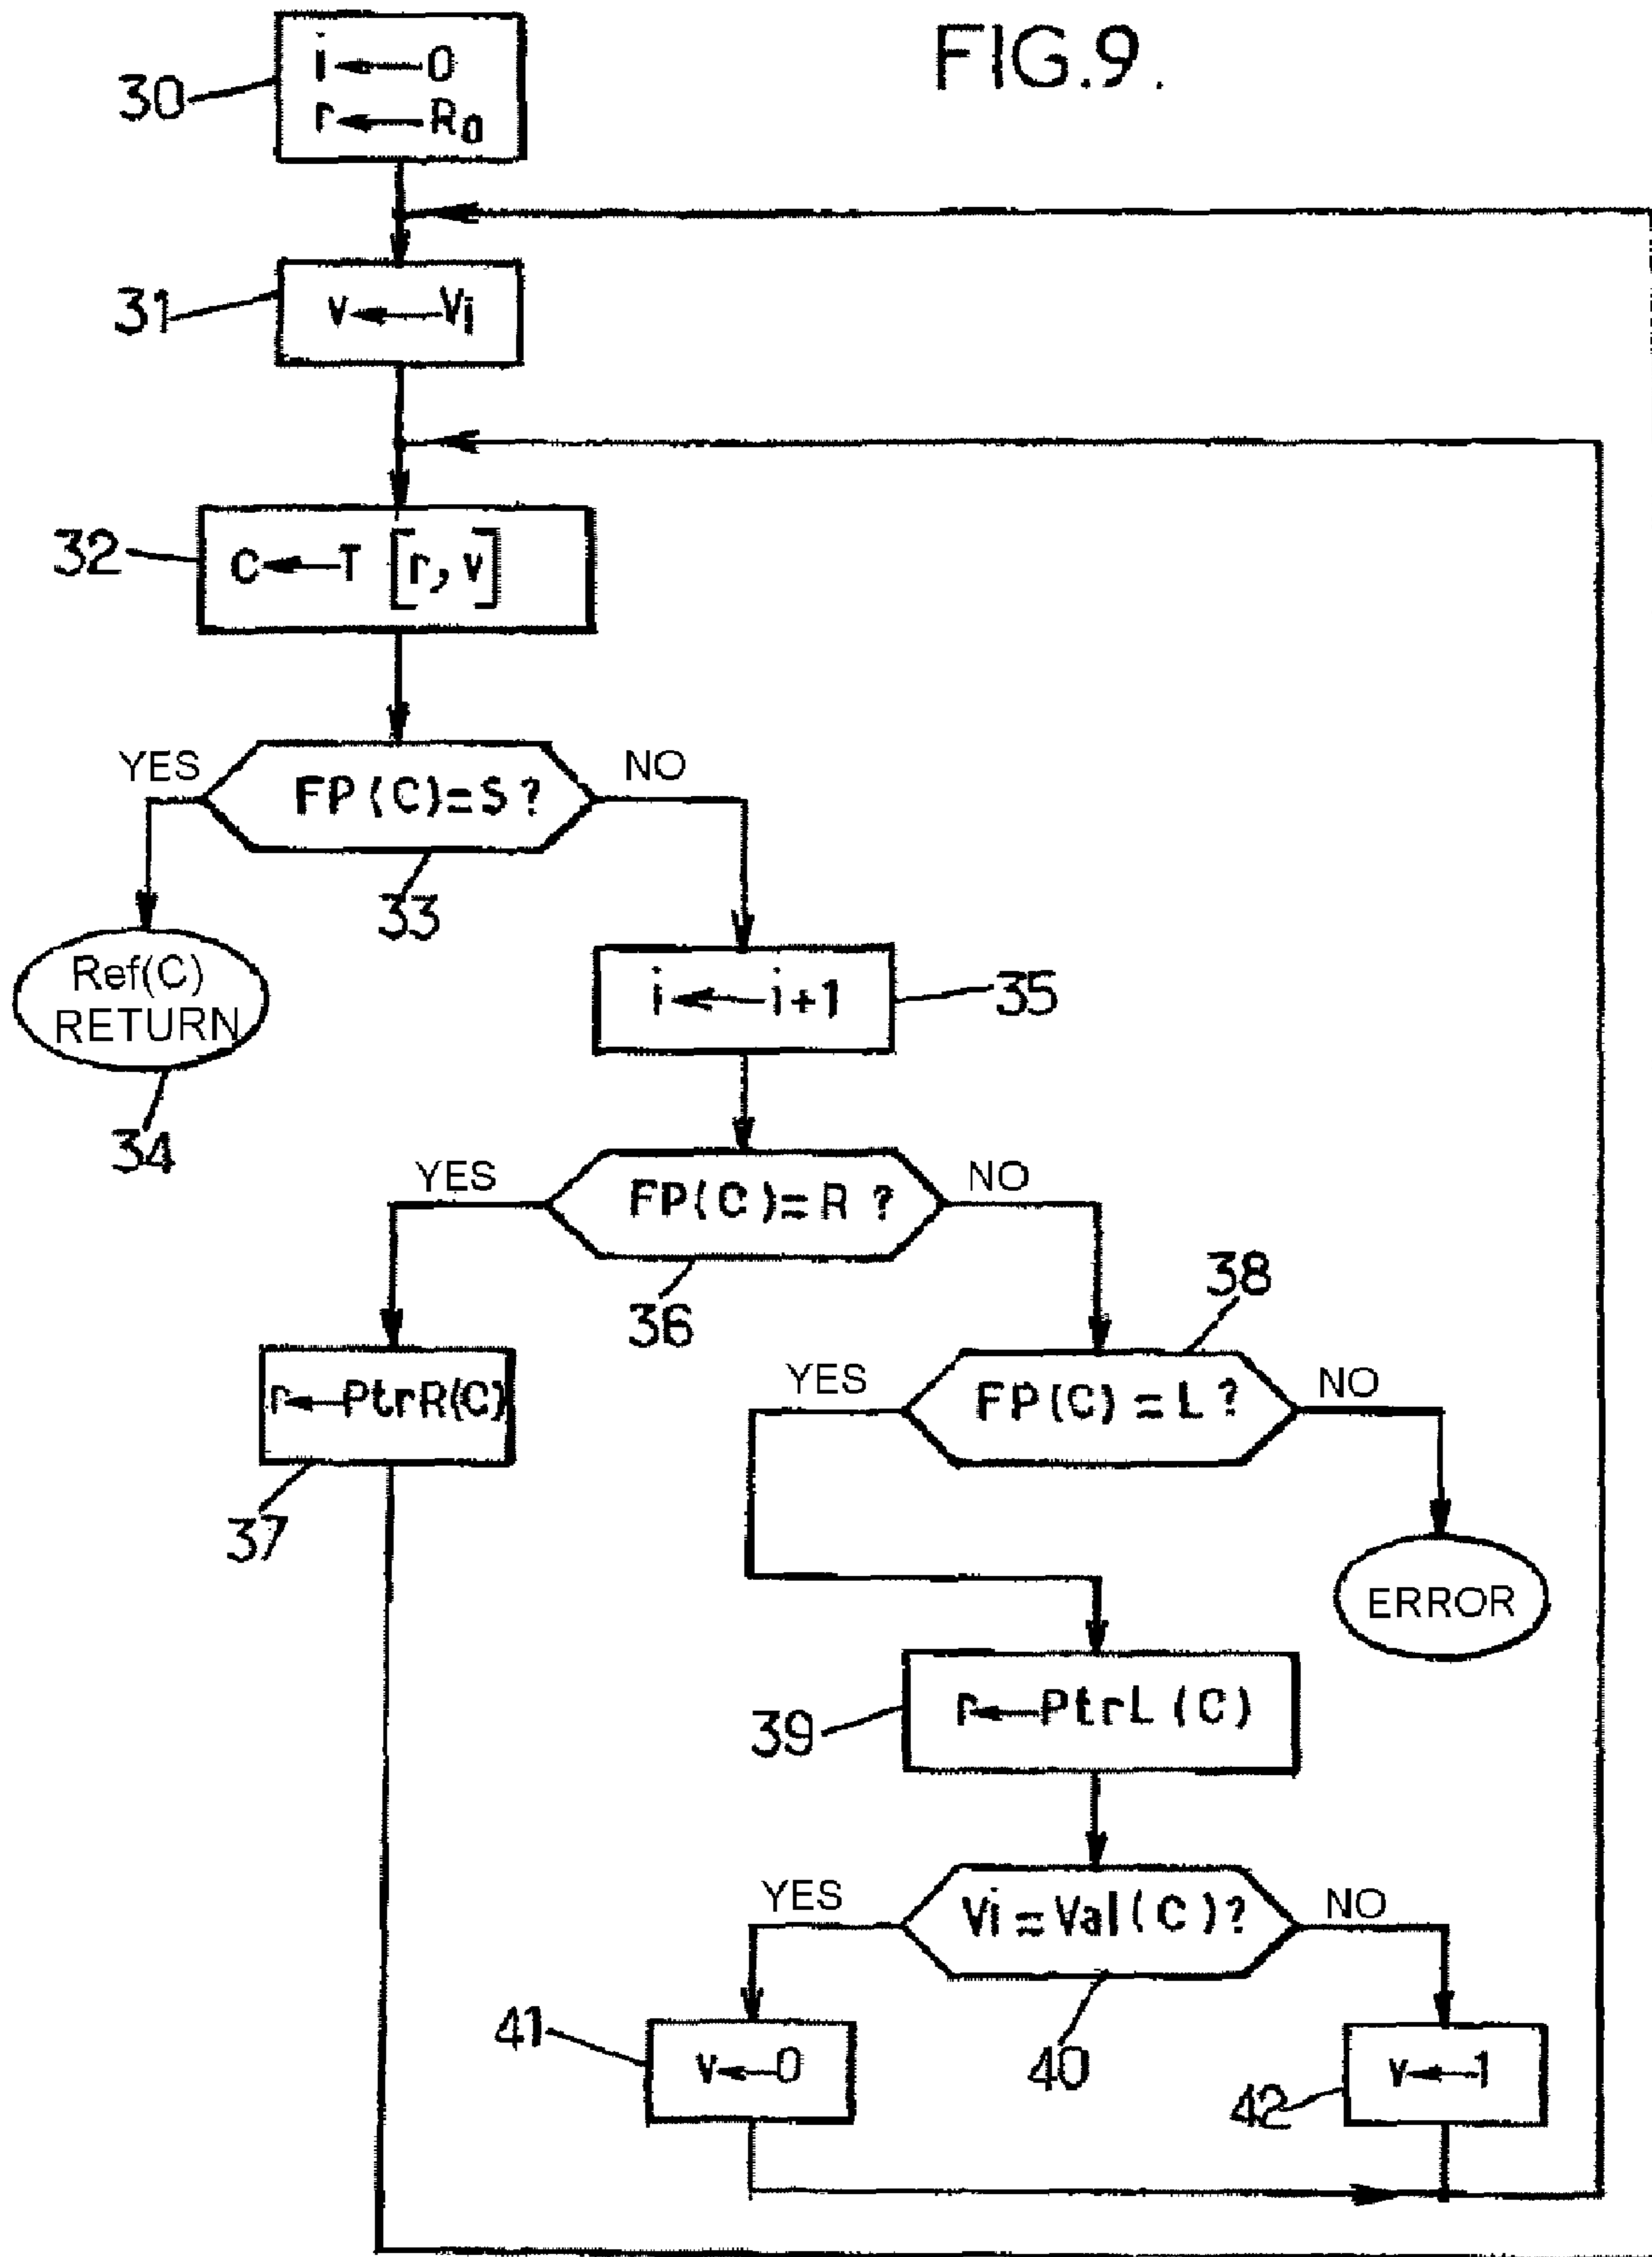 FIG.9.
i ← 0
r ← R0
30
31
v ← Vi
32
C ← T [r, v]
YES
FP(C)=S?
NO
33
Ref(C)
RETURN
34
i ← i+1
35
YES
FP(C)=R ?
NO
36
38
r ← PtrR(C)
37
YES
FP(C)=L?
NO
ERROR
r ← PtrL(C)
39
YES
Vi=Val(C)?
NO
40
41
v ← 0
42
v ← 1